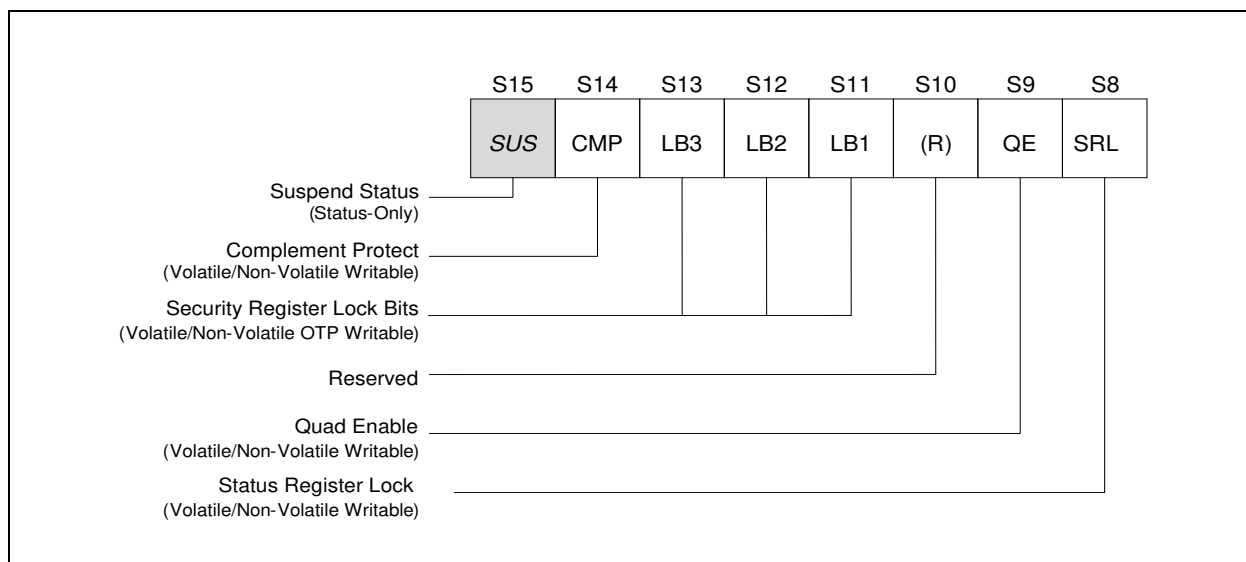 S15 S14 S13 S12 S11 S10 S9 S8
SUS CMP LB3 LB2 LB1 (R) QE SRL
Suspend Status
(Status-Only)
Complement Protect
(Volatile/Non-Volatile Writable)
Security Register Lock Bits
(Volatile/Non-Volatile OTP Writable)
Reserved
Quad Enable
(Volatile/Non-Volatile Writable)
Status Register Lock
(Volatile/Non-Volatile Writable)